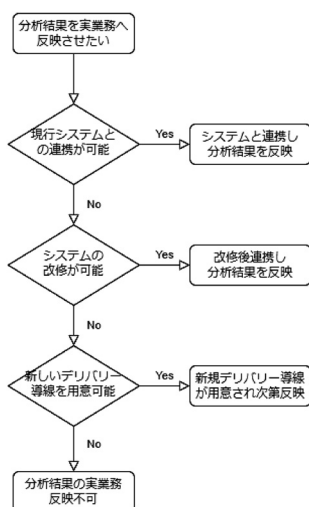 分析結果を実業務へ
反映させたい
現行システムと
の連携が可能
Yes
システムと連携し
分析結果を反映
No
システムの
改修が可能
Yes
改修後連携し
分析結果を反映
No
新しいデリバリー
導線を用意可能
Yes
新規デリバリー導線
が用意され次第反映
No
分析結果の実業務
反映不可